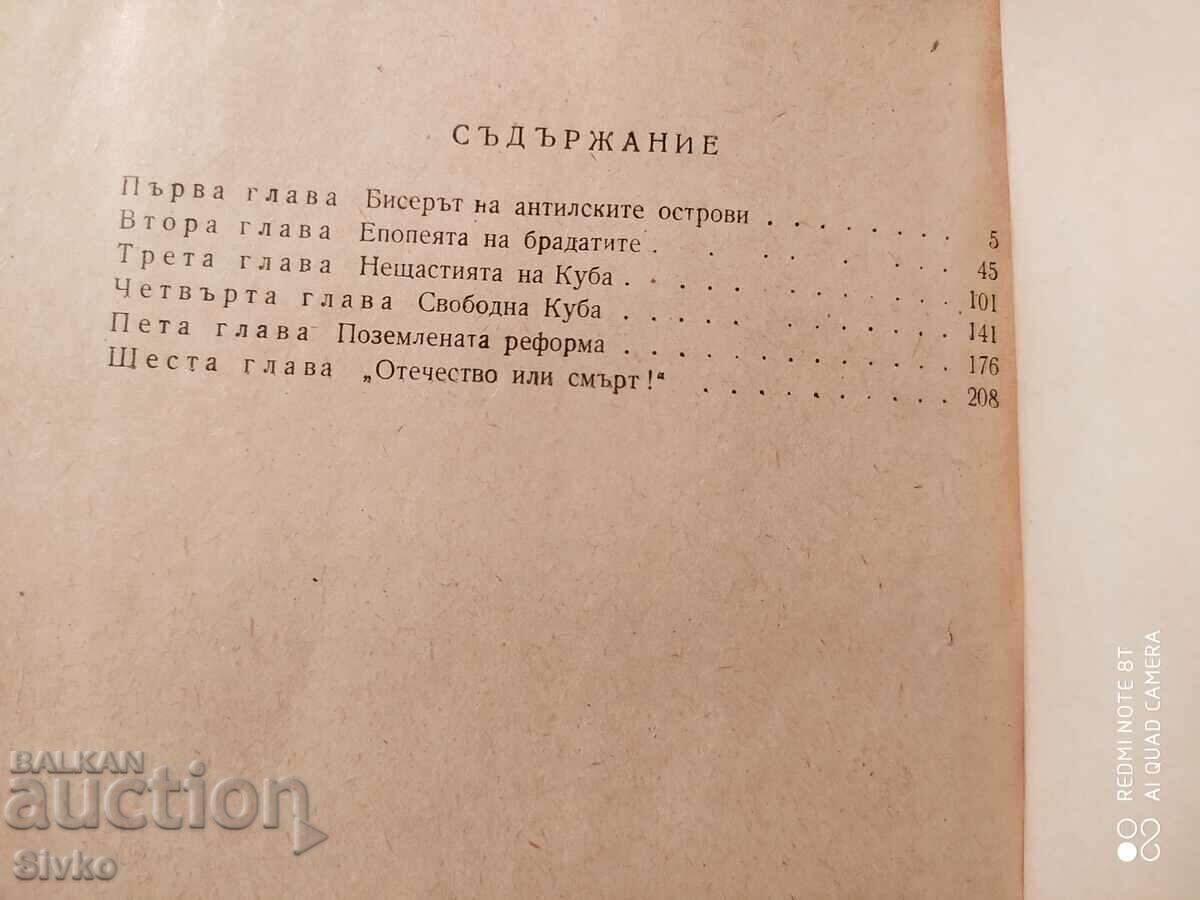 СЪДЪРЖАНИЕ
Първа глава Бисерът на антилските острови . . . . . . . . 5
Втора глава Епопеята на брадатите . . . . . . . . 45
Трета глава Нещастията на Куба . . . . . . . . . 101
Четвърта глава Свободна Куба . . . . . . . . . 141
Пета глава Поземлената реформа . . . . . . . . . 176
Шеста глава „Отечество или смърт!“ . . . . . . . . . 208
BALKAN
auction
Sivko
REDMI NOTE 8T
AI QUAD CAMERA